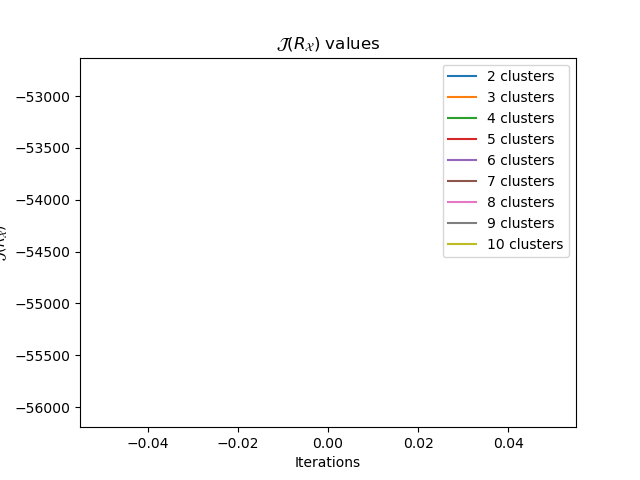 𝒥(R𝒳) values
−53000
−53500
−54000
−54500
−55000
−55500
−56000
𝒥(R𝒳)
2 clusters
3 clusters
4 clusters
5 clusters
6 clusters
7 clusters
8 clusters
9 clusters
10 clusters
−0.04 −0.02 0.00 0.02 0.04
Iterations